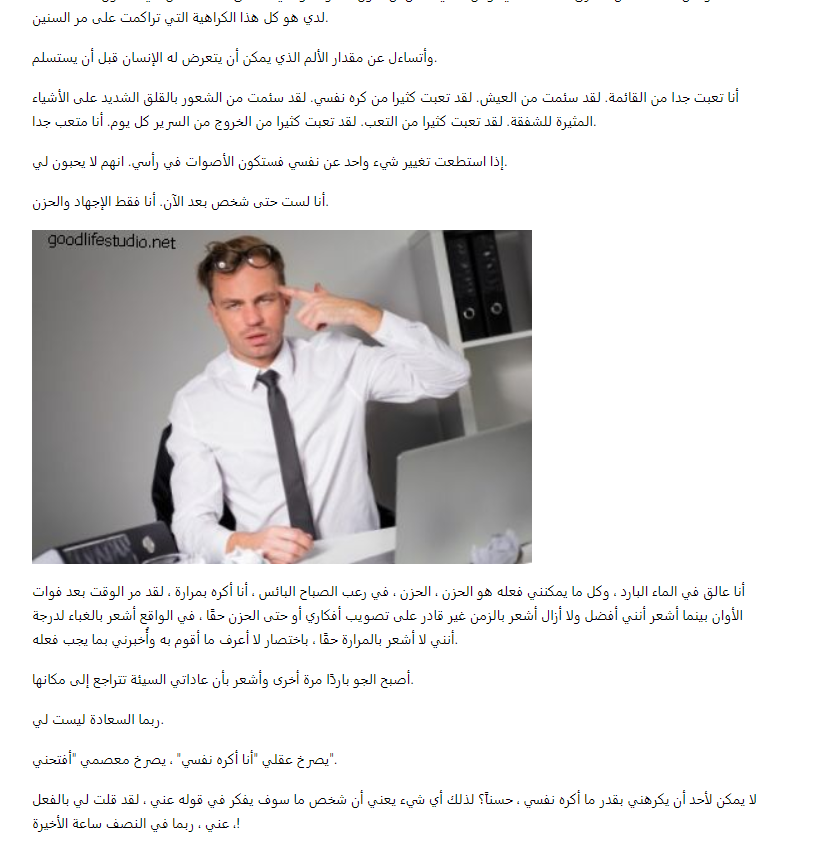 .لدي هو كل هذا الكراهية التي تراكمت على مر السنين
.وأتساءل عن مقدار الألم الذي يمكن أن يتعرض له الإنسان قبل أن يستسلم
أنا تعبت جدا من القائمة. لقد سئمت من العيش. لقد تعبت كثيرا من كره نفسي. لقد سئمت من الشعور بالقلق الشديد على الأشياء
.المثيرة للشفقة. لقد تعبت كثيرا من التعب. لقد تعبت كثيرا من الخروج من السرير كل يوم. أنا متعب جدا
.إذا استطعت تغيير شيء واحد عن نفسي فستكون الأصوات في رأسي. انهم لا يحبون لي
.أنا لست حتى شخص بعد الآن. أنا فقط الإجهاد والحزن
goodlifestudio.net
أنا عالق في الماء البارد ، وكل ما يمكنني فعله هو الحزن ، الحزن ، في رعب الصباح البائس ، أنا أكره بمرارة ، لقد مر الوقت بعد فوات
الأوان بينما أشعر أنني أفضل ولا أزال أشعر بالزمن غير قادر على تصويب أفكاري أو حتى الحزن حقًا ، في الواقع أشعر بالغباء لدرجة
.أنني لا أشعر بالمرارة حقًا ، باختصار لا أعرف ما أقوم به وأُخبرني بما يجب فعله
.أصبح الجو باردًا مرة أخرى وأشعر بأن عاداتي السيئة تتراجع إلى مكانها
.ربما السعادة ليست لي
."يصرخ عقلي "أنا أكره نفسي" ، يصرخ معصمي "أفتحني
لا يمكن لأحد أن يكرهني بقدر ما أكره نفسي ، حسناً؟ لذلك أي شيء يعني أن شخص ما سوف يفكر في قوله عني ، لقد قلت لي بالفعل
!، عني ، ربما في النصف ساعة الأخيرة